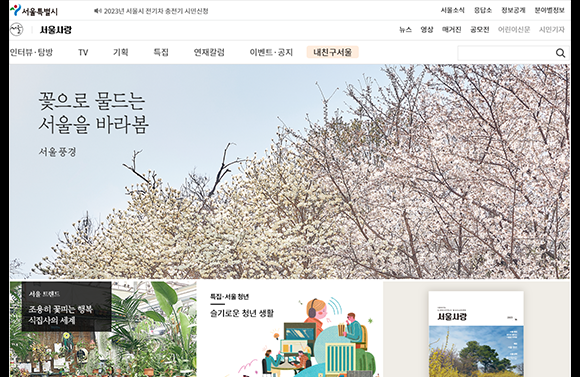 서울특별시
2023년 서울시 전기차 충전기 시민신청
서울소식 응답소 정보공개 분야별정보
서울사랑
뉴스 영상 매거진 공모전 어린이신문 시민기자
인터뷰·탐방 TV 기획 특집 연재칼럼 이벤트·공지 내친구서울
꽃으로 물드는
서울을 바라봄
서울 풍경
서울 트렌드
조용히 꽃피는 행복
식집사의 세계
특집 · 서울 청년
슬기로운 청년 생활
서울사랑